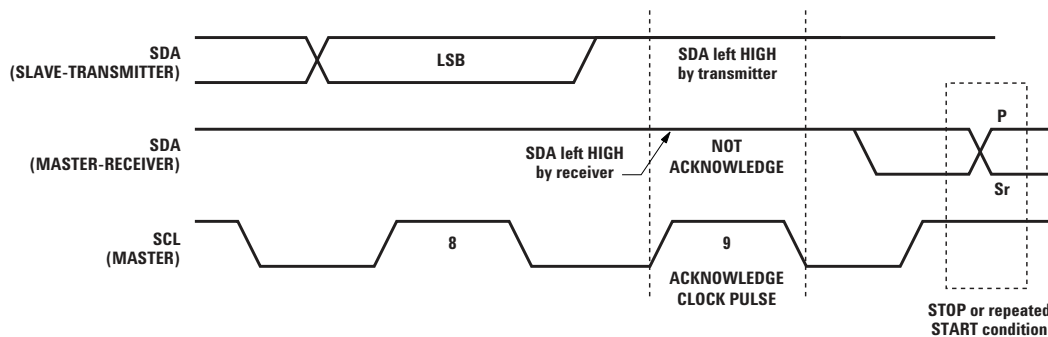 SDA
(SLAVE-TRANSMITTER)
LSB
SDA left HIGH
by transmitter
P
SDA
(MASTER-RECEIVER)
SDA left HIGH
by receiver
NOT
ACKNOWLEDGE
Sr
SCL
(MASTER)
8
9
ACKNOWLEDGE
CLOCK PULSE
STOP or repeated
START condition